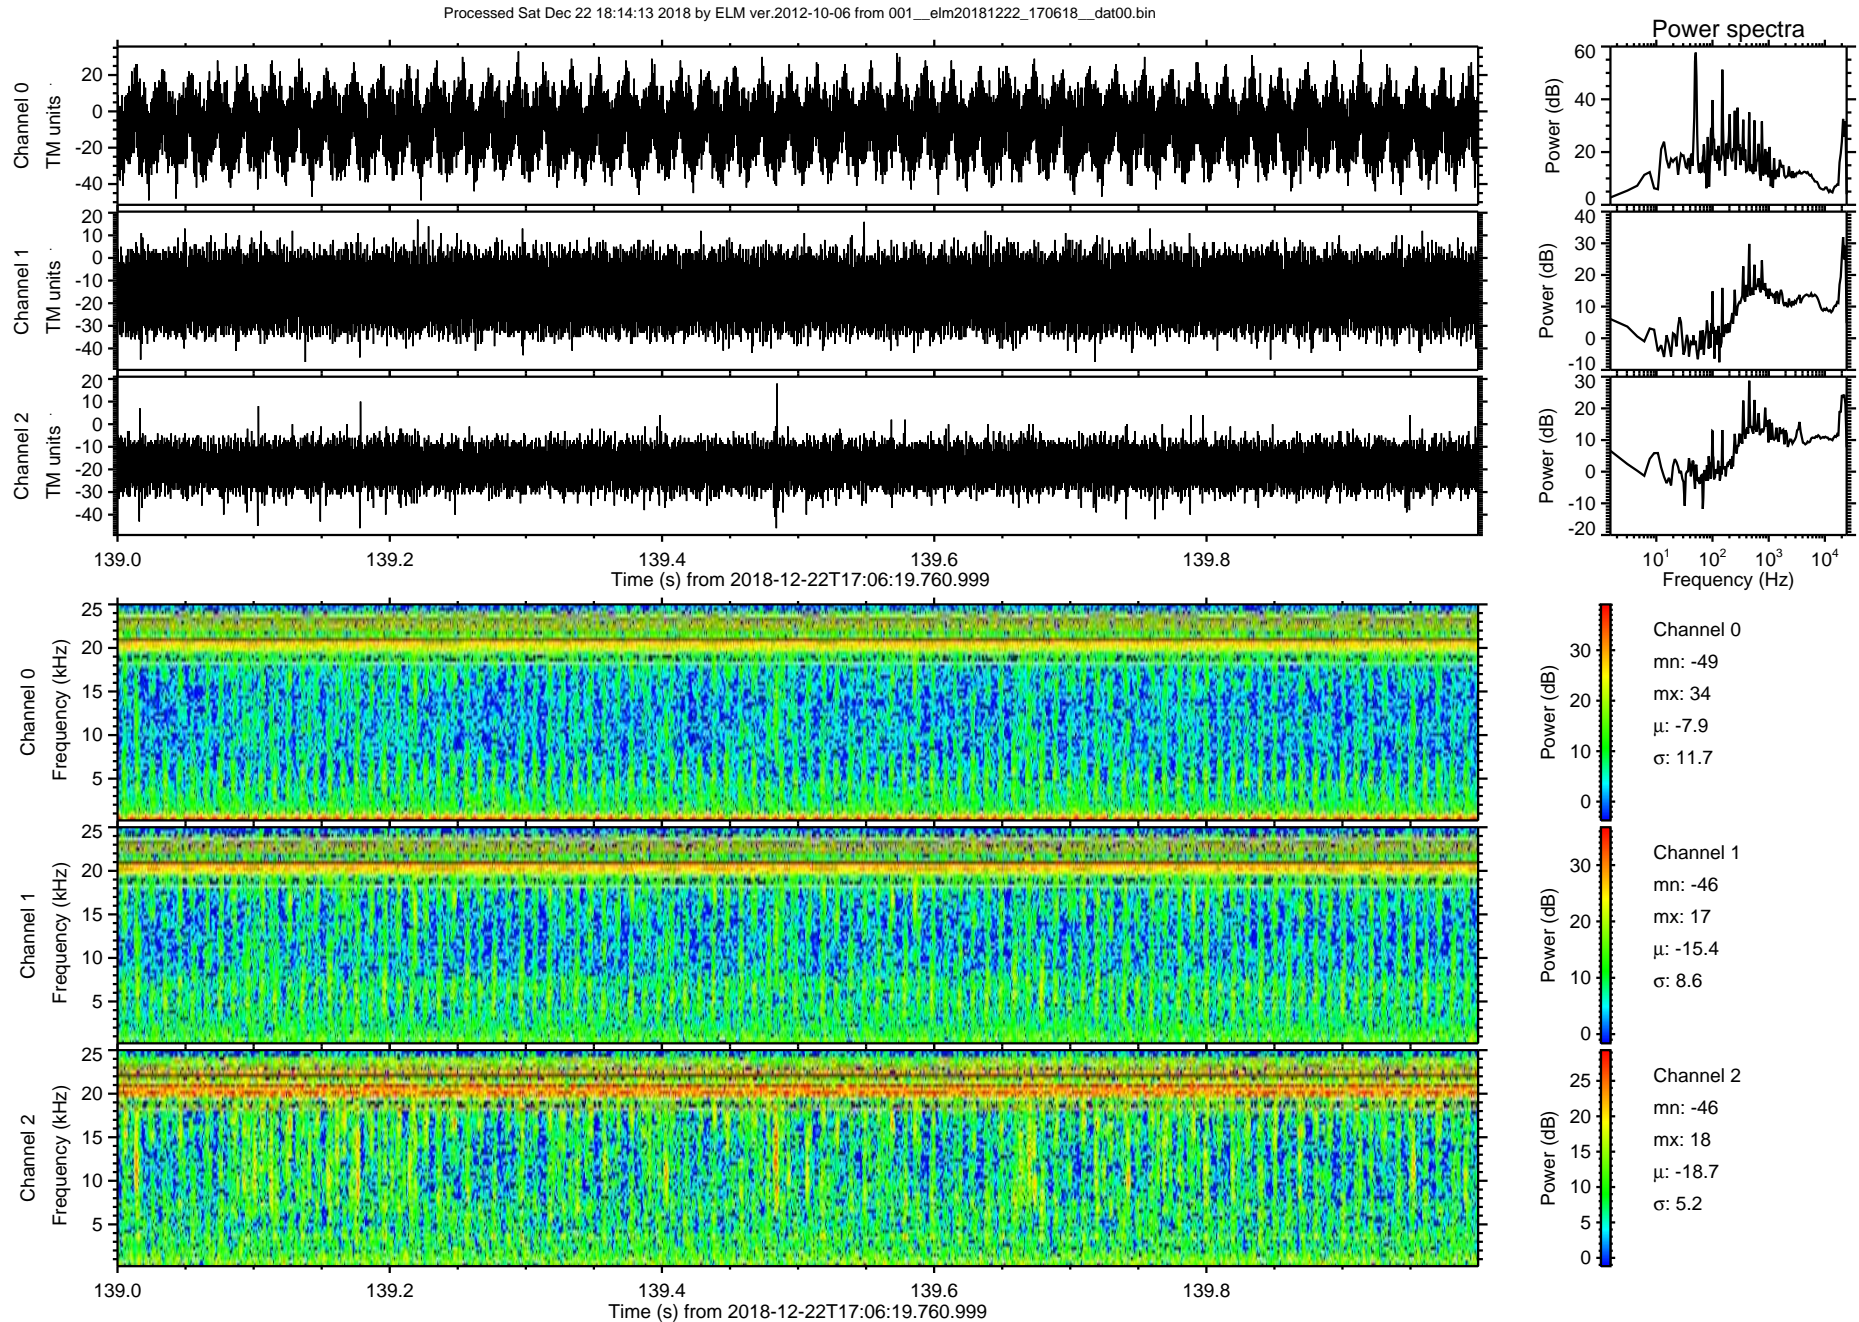 Processed Sat Dec 22 18:14:13 2018 by ELM ver.2012-10-06 from 001__elm20181222_170618__dat00.bin
Power spectra
Channel 0
TM units
20
0
-20
-40
Power (dB)
60
40
20
0
Channel 1
TM units
20
10
0
-10
-20
-30
-40
Power (dB)
40
30
20
10
0
-10
Channel 2
TM units
20
10
0
-10
-20
-30
-40
Power (dB)
30
20
10
0
-10
-20
139.0 139.2 139.4 139.6 139.8
Time (s) from 2018-12-22T17:06:19.760.999
10¹ 10² 10³ 10⁴
Frequency (Hz)
Channel 0
Frequency (kHz)
25
20
15
10
5
Power (dB)
30
20
10
0
Channel 0
mn: -49
mx: 34
μ: -7.9
σ: 11.7
Channel 1
Frequency (kHz)
25
20
15
10
5
Power (dB)
30
20
10
0
Channel 1
mn: -46
mx: 17
μ: -15.4
σ: 8.6
Channel 2
Frequency (kHz)
25
20
15
10
5
Power (dB)
25
20
15
10
5
0
Channel 2
mn: -46
mx: 18
μ: -18.7
σ: 5.2
139.0 139.2 139.4 139.6 139.8
Time (s) from 2018-12-22T17:06:19.760.999